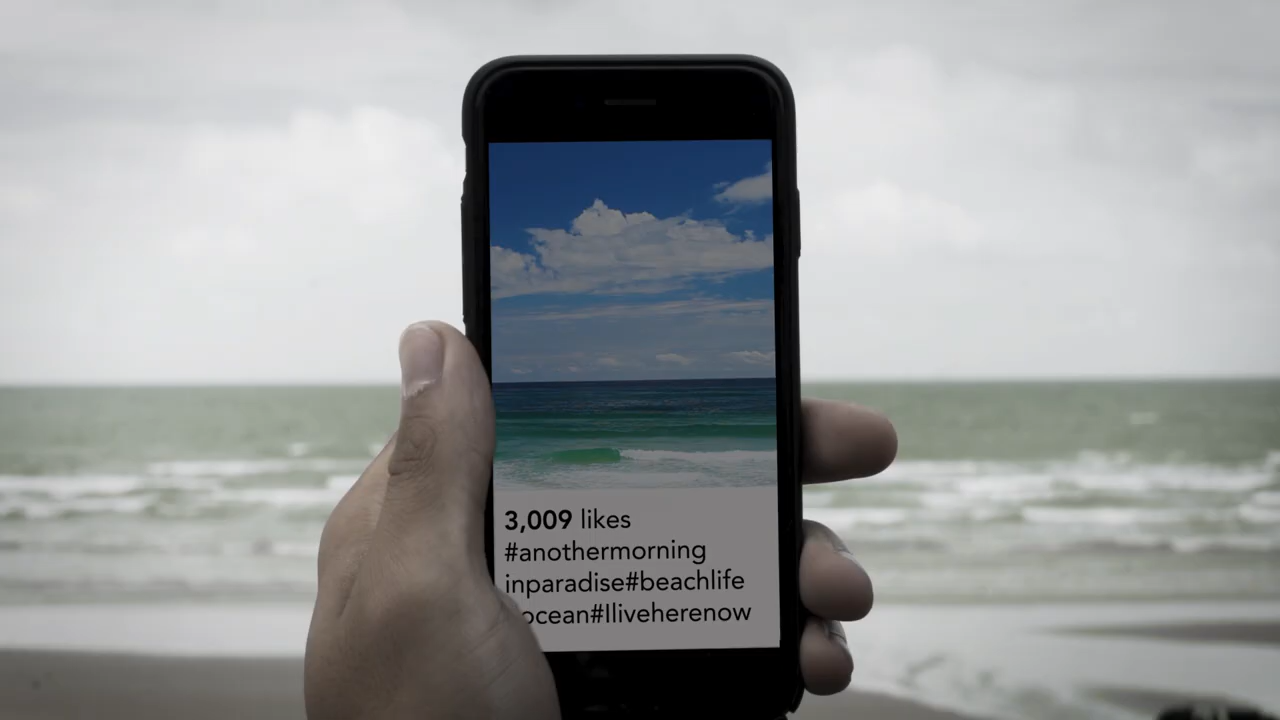 3,009 likes
#anothermorning
inparadise#beachlife
ocean#Iliveherenow